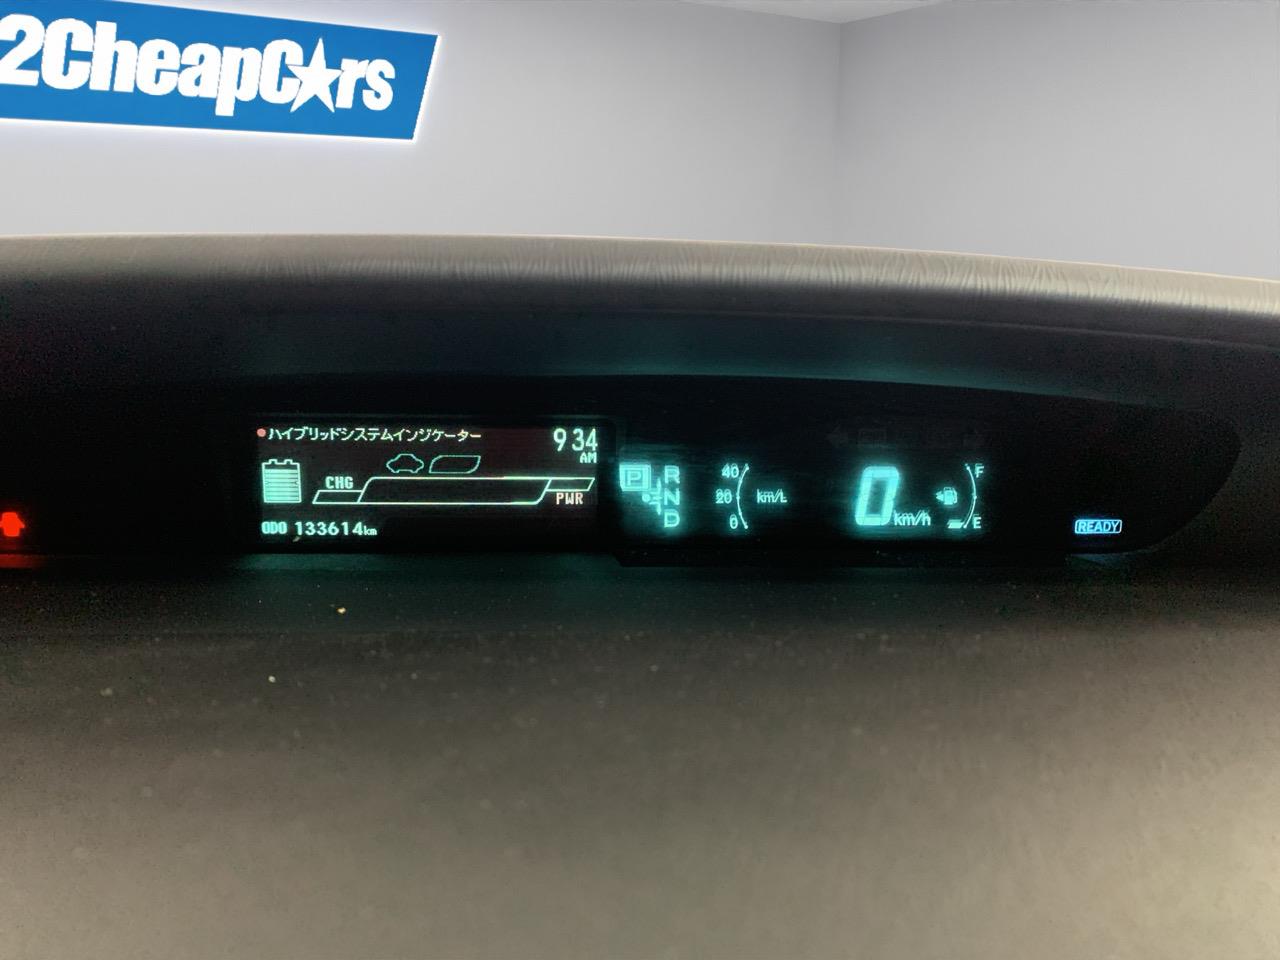 2CheapCars
ハイブリッドシステムインジケーター
9 34
AM
CHG
PWR
ODO 133614km
P
R
N
D
40
20
0
km/L
0
km/h
F
E
READY